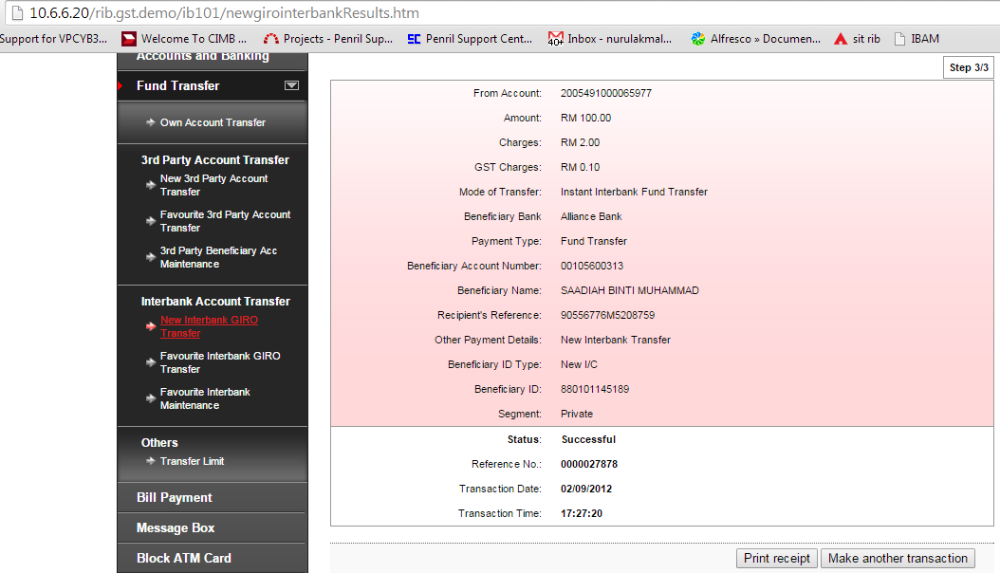 10.6.6.20/rib.gst.demo/ib101/newgirointerbankResults.htm
Support for VPCYB3... Welcome To CIMB ... Projects - Penril Sup... SC Penril Support Cent... 40+ Inbox - nurulakmal... Alfresco » Documen... sit rib IBAM
Accounts and Banking
Fund Transfer
Own Account Transfer
3rd Party Account Transfer
New 3rd Party Account
Transfer
Favourite 3rd Party Account
Transfer
3rd Party Beneficiary Acc
Maintenance
Interbank Account Transfer
New Interbank GIRO
Transfer
Favourite Interbank GIRO
Transfer
Favourite Interbank
Maintenance
Others
Transfer Limit
Bill Payment
Message Box
Block ATM Card
Step 3/3
From Account: 2005491000065977
Amount: RM 100.00
Charges: RM 2.00
GST Charges: RM 0.10
Mode of Transfer: Instant Interbank Fund Transfer
Beneficiary Bank Alliance Bank
Payment Type: Fund Transfer
Beneficiary Account Number: 00105600313
Beneficiary Name: SAADIAH BINTI MUHAMMAD
Recipient's Reference: 90556776M5208759
Other Payment Details: New Interbank Transfer
Beneficiary ID Type: New I/C
Beneficiary ID: 880101145189
Segment: Private
Status: Successful
Reference No.: 0000027878
Transaction Date: 02/09/2012
Transaction Time: 17:27:20
Print receipt Make another transaction